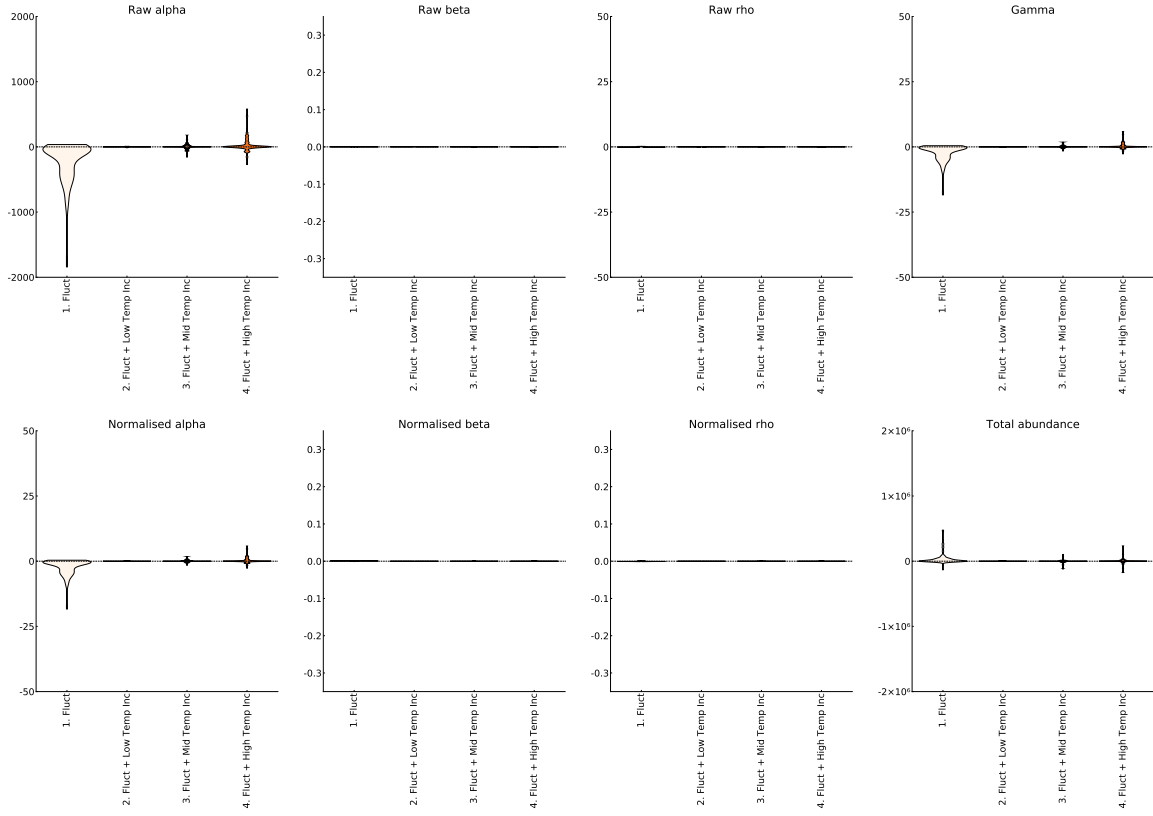 Raw alpha
2000
1000
0
-1000
-2000
1. Fluct
2. Fluct + Low Temp Inc
3. Fluct + Mid Temp Inc
4. Fluct + High Temp Inc
Raw beta
0.3
0.2
0.1
0.0
-0.1
-0.2
-0.3
1. Fluct
2. Fluct + Low Temp Inc
3. Fluct + Mid Temp Inc
4. Fluct + High Temp Inc
Raw rho
50
25
0
-25
-50
1. Fluct
2. Fluct + Low Temp Inc
3. Fluct + Mid Temp Inc
4. Fluct + High Temp Inc
Gamma
50
25
0
-25
-50
1. Fluct
2. Fluct + Low Temp Inc
3. Fluct + Mid Temp Inc
4. Fluct + High Temp Inc
Normalised alpha
50
25
0
-25
-50
1. Fluct
2. Fluct + Low Temp Inc
3. Fluct + Mid Temp Inc
4. Fluct + High Temp Inc
Normalised beta
0.3
0.2
0.1
0.0
-0.1
-0.2
-0.3
1. Fluct
2. Fluct + Low Temp Inc
3. Fluct + Mid Temp Inc
4. Fluct + High Temp Inc
Normalised rho
0.3
0.2
0.1
0.0
-0.1
-0.2
-0.3
1. Fluct
2. Fluct + Low Temp Inc
3. Fluct + Mid Temp Inc
4. Fluct + High Temp Inc
Total abundance
2×10⁶
1×10⁶
0
-1×10⁶
-2×10⁶
1. Fluct
2. Fluct + Low Temp Inc
3. Fluct + Mid Temp Inc
4. Fluct + High Temp Inc